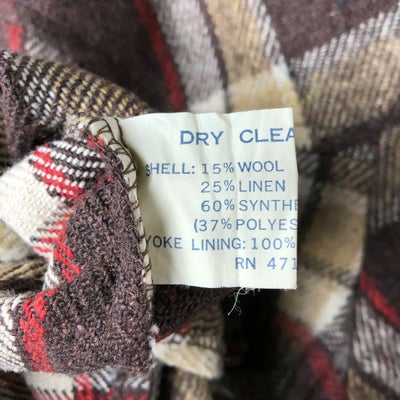 DRY CLEA
SHELL: 15% WOOL
25% LINEN
60% SYNTHE
(37% POLYES
YOKE LINING: 100%
RN 471